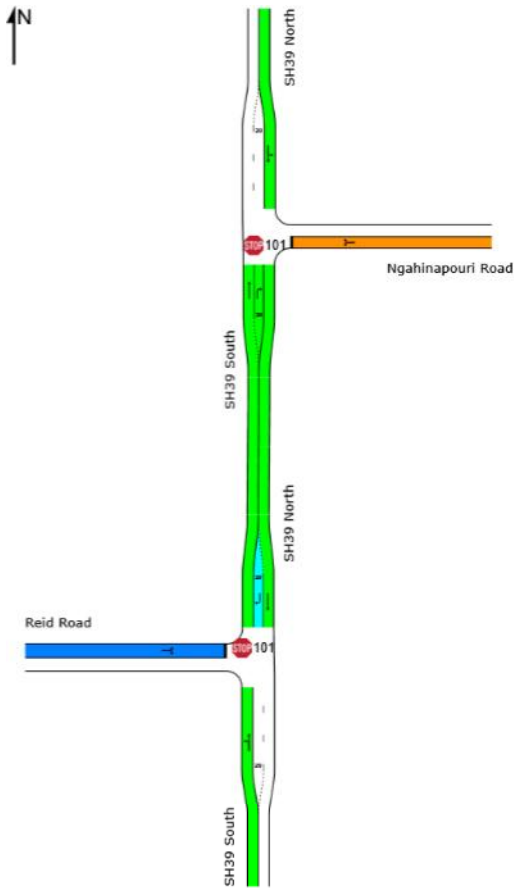 N
SH39 North
STOP 101
Ngahinapouri Road
SH39 South
SH39 North
Reid Road
STOP 101
SH39 South